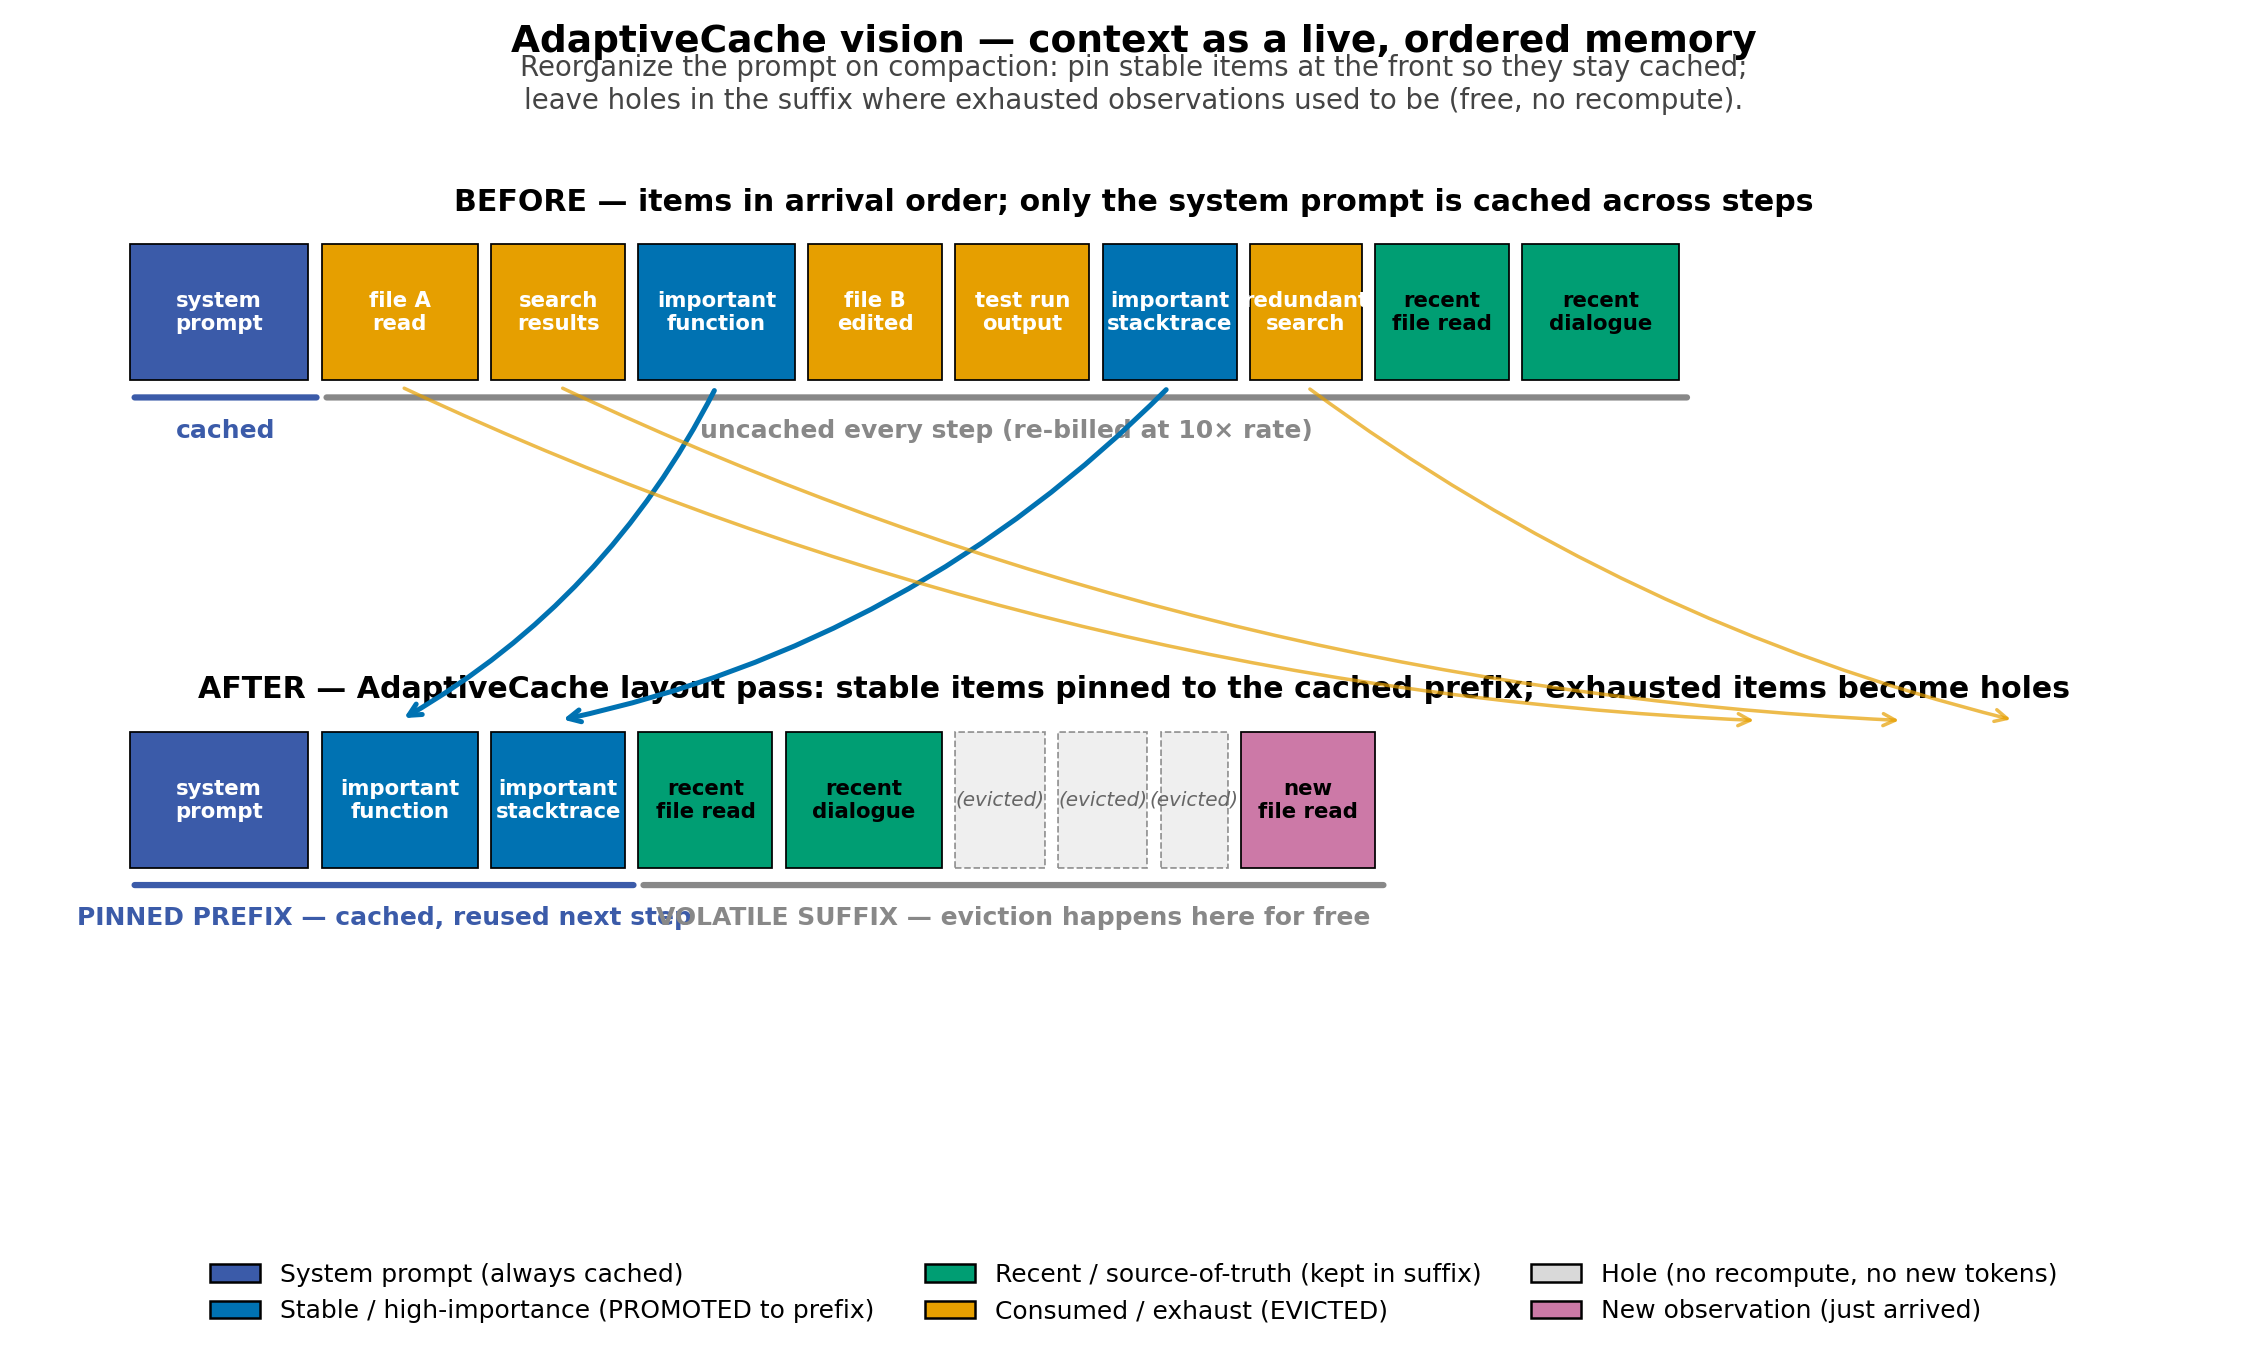 AdaptiveCache vision — context as a live, ordered memory
Reorganize the prompt on compaction: pin stable items at the front so they stay cached;
leave holes in the suffix where exhausted observations used to be (free, no recompute).
BEFORE — items in arrival order; only the system prompt is cached across steps
system
prompt
file A
read
search
results
important
function
file B
edited
test run
output
important
stacktrace
redundant
search
recent
file read
recent
dialogue
cached
uncached every step (re-billed at 10× rate)
AFTER — AdaptiveCache layout pass: stable items pinned to the cached prefix; exhausted items become holes
system
prompt
important
function
important
stacktrace
recent
file read
recent
dialogue
(evicted)
(evicted)
(evicted)
new
file read
PINNED PREFIX — cached, reused next step
VOLATILE SUFFIX — eviction happens here for free
System prompt (always cached)
Stable / high-importance (PROMOTED to prefix)
Recent / source-of-truth (kept in suffix)
Consumed / exhaust (EVICTED)
Hole (no recompute, no new tokens)
New observation (just arrived)